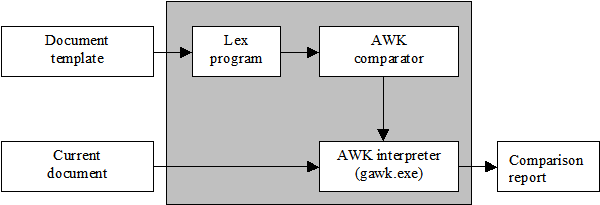 Document
template
Lex
program
AWK
comparator
Current
document
AWK interpreter
(gawk.exe)
Comparison
report